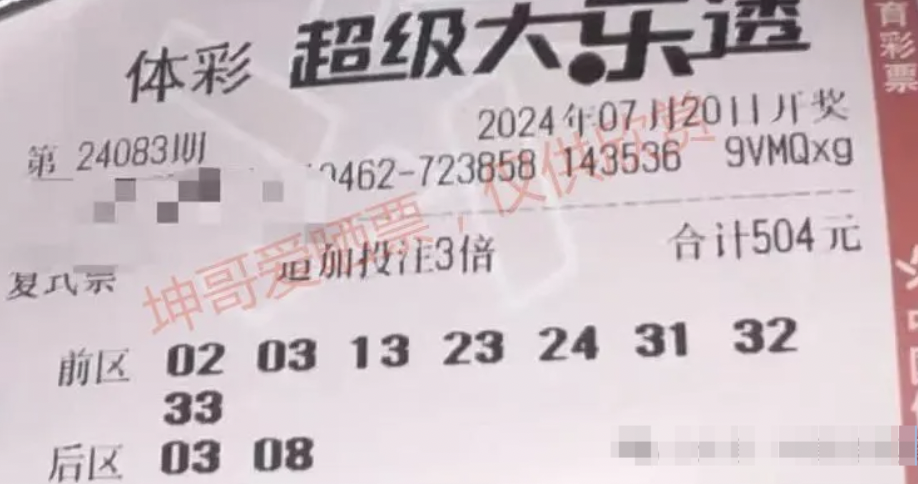 体彩 超级大乐透
育彩票
第 24083期 2024年07月20日开奖
0462-723858 143536 9VMQxg
复式票 追加投注3倍 合计504元
坤哥爱晒票，仅供欣赏
前区 02 03 13 23 24 31 32
33
后区 03 08